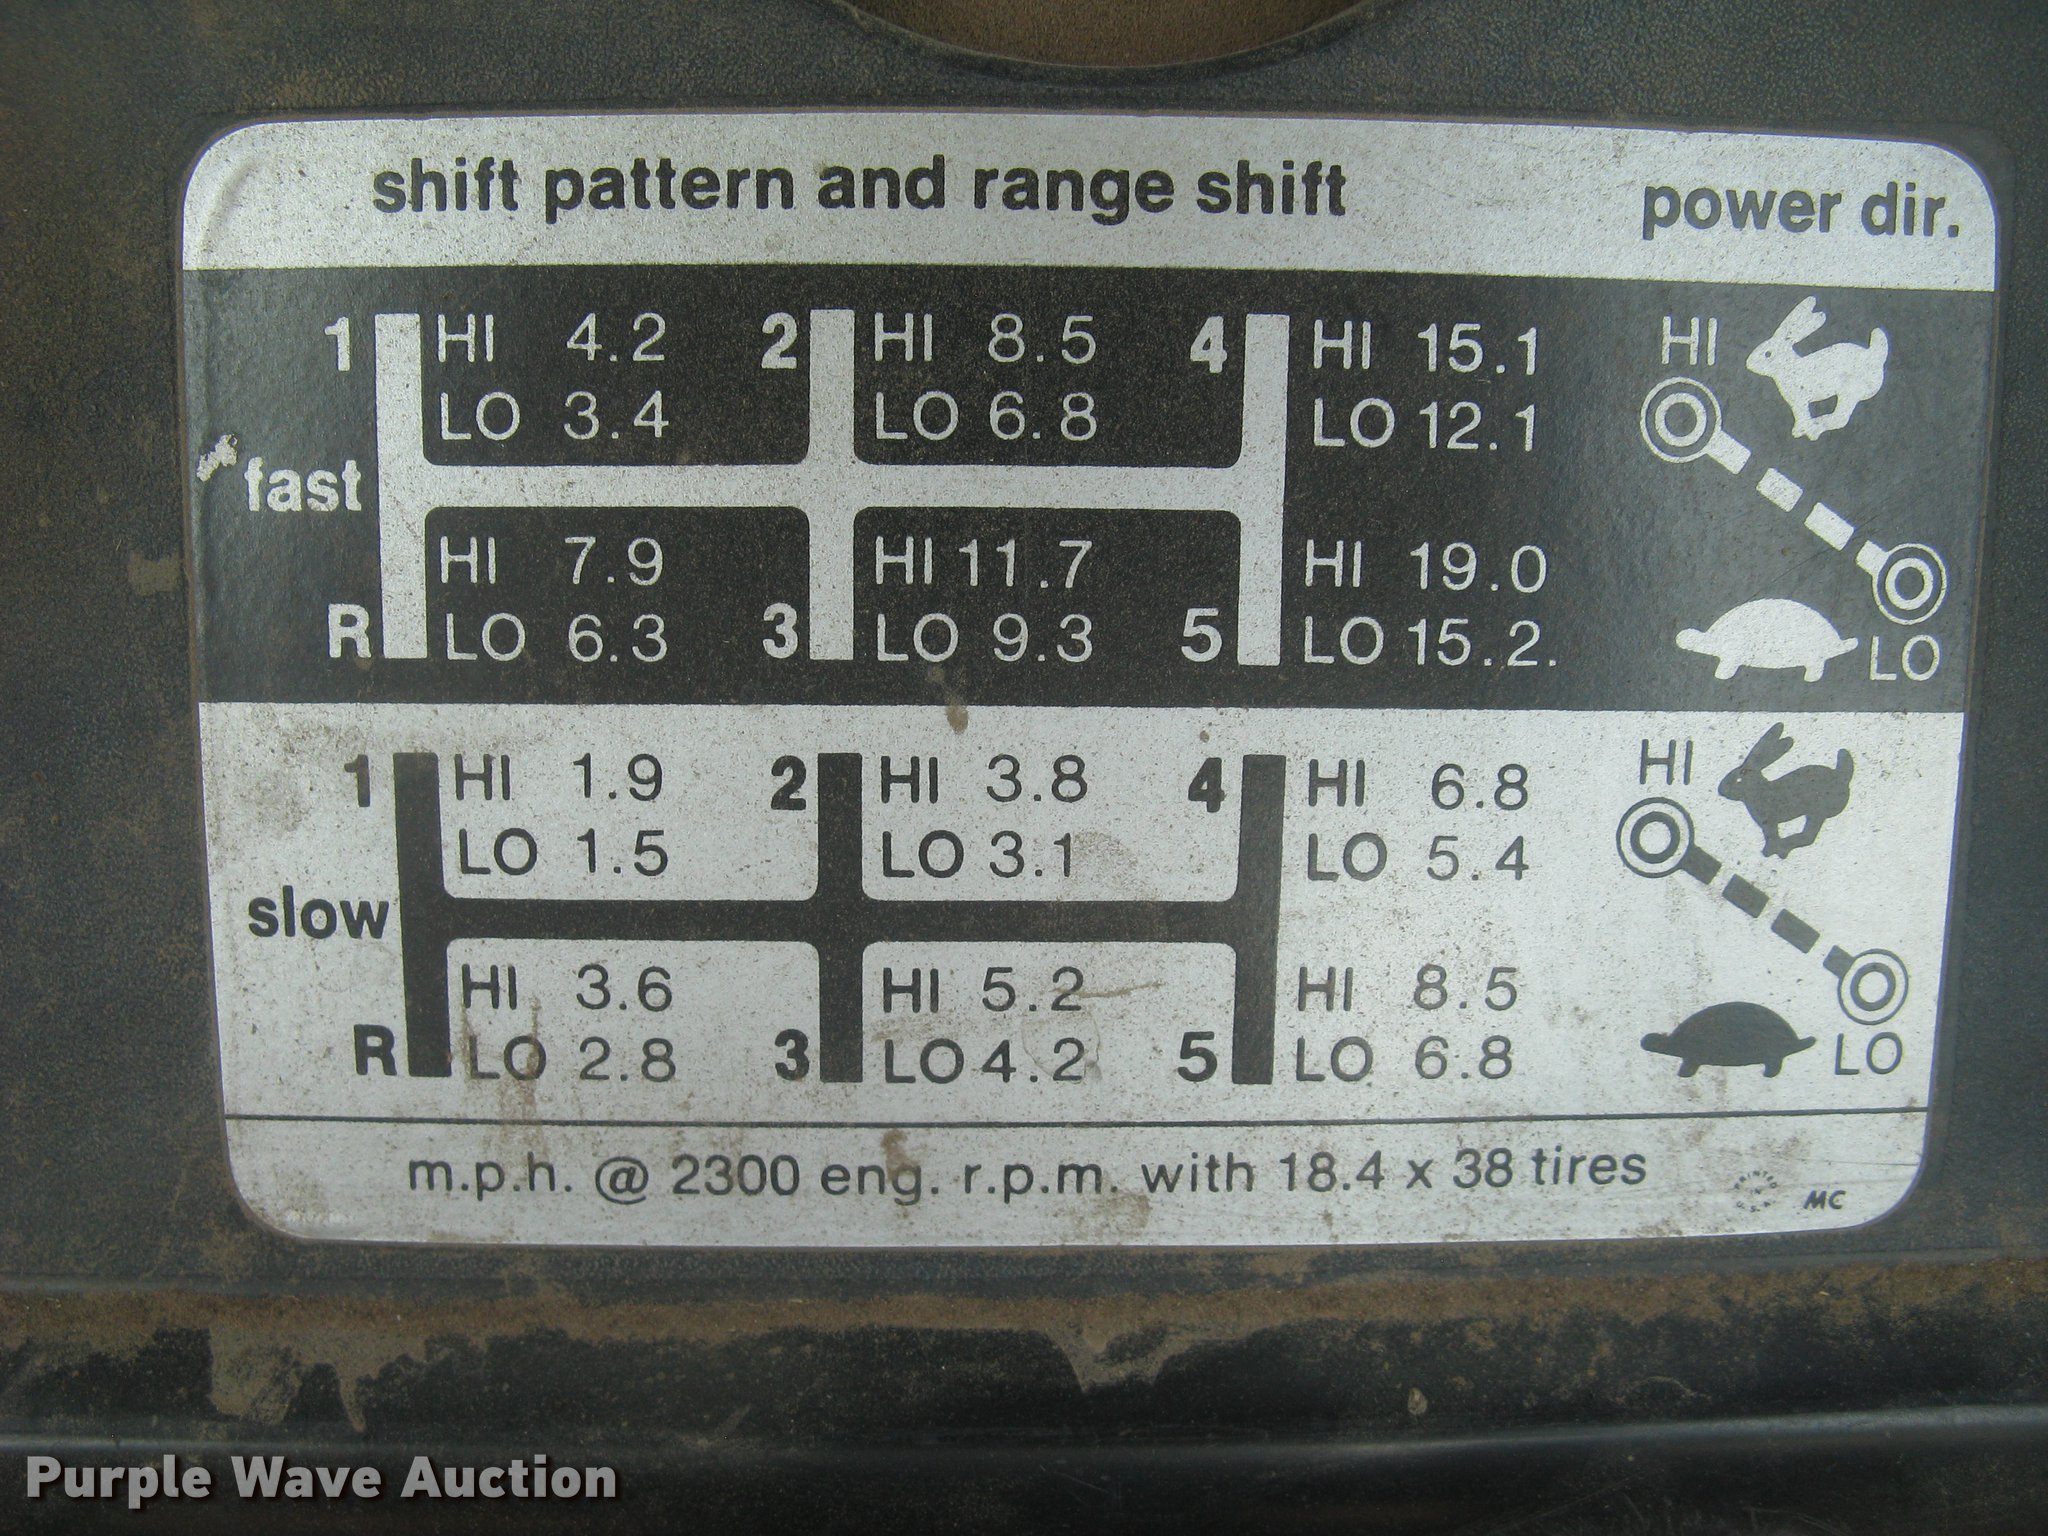 shift pattern and range shift power dir.
1 HI 4.2 2 HI 8.5 4 HI 15.1 HI
LO 3.4 LO 6.8 LO 12.1
fast
HI 7.9 HI 11.7 HI 19.0
R LO 6.3 3 LO 9.3 5 LO 15.2. LO
1 HI 1.9 2 HI 3.8 4 HI 6.8 HI
LO 1.5 LO 3.1 LO 5.4
slow
HI 3.6 HI 5.2 HI 8.5
R LO 2.8 3 LO 4.2 5 LO 6.8 LO
m.p.h. @ 2300 eng. r.p.m. with 18.4 x 38 tires
PRINTED U.S.A. MC
Purple Wave Auction